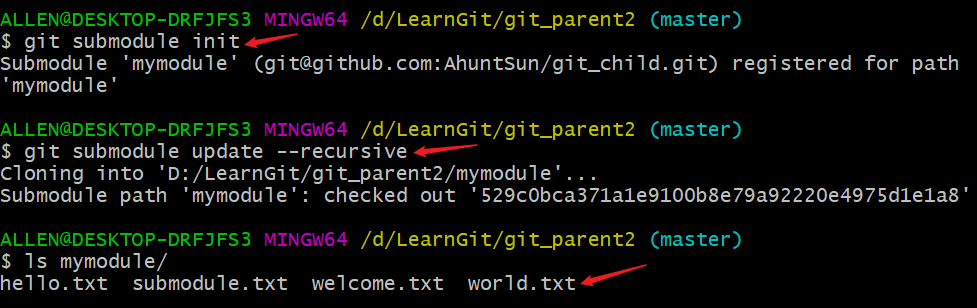 ALLEN@DESKTOP-DRFJFS3 MINGW64 /d/LearnGit/git_parent2 (master)
$ git submodule init
Submodule 'mymodule' (git@github.com:AhuntSun/git_child.git) registered for path
'mymodule'
ALLEN@DESKTOP-DRFJFS3 MINGW64 /d/LearnGit/git_parent2 (master)
$ git submodule update --recursive
Cloning into 'D:/LearnGit/git_parent2/mymodule'...
Submodule path 'mymodule': checked out '529c0bca371a1e9100b8e79a92220e4975d1e1a8'
ALLEN@DESKTOP-DRFJFS3 MINGW64 /d/LearnGit/git_parent2 (master)
$ ls mymodule/
hello.txt  submodule.txt  welcome.txt  world.txt